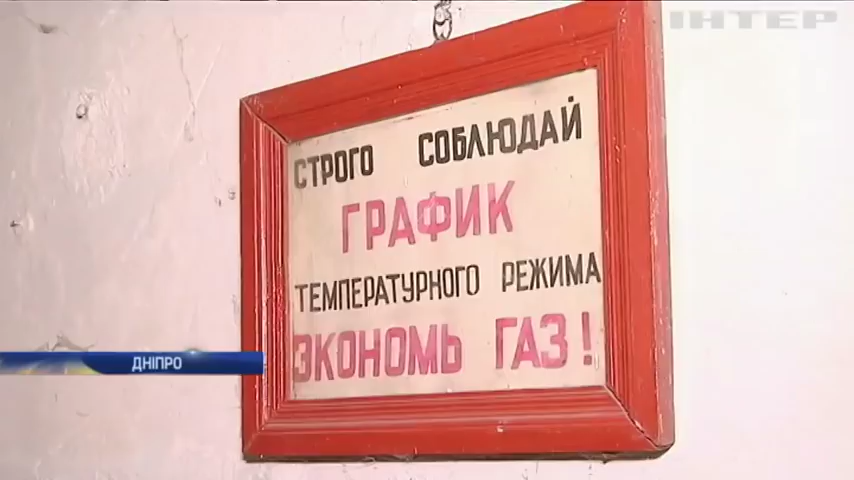 ІНТЕР
СТРОГО СОБЛЮДАЙ
ГРАФИК
ТЕМПЕРАТУРНОГО РЕЖИМА
ЭКОНОМЬ ГАЗ!
ДНІПРО